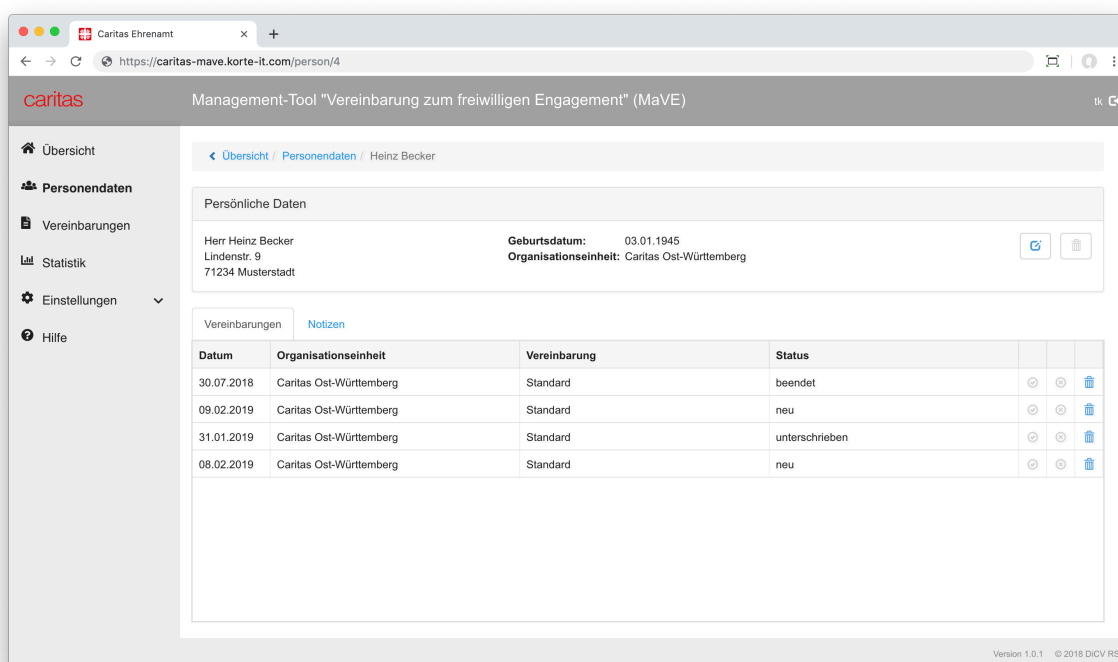 Caritas Ehrenamt
https://caritas-mave.korte-it.com/person/4
caritas
Management-Tool "Vereinbarung zum freiwilligen Engagement" (MaVE)
tk
Übersicht
Personendaten
Vereinbarungen
Statistik
Einstellungen
Hilfe
Übersicht / Personendaten / Heinz Becker
Persönliche Daten
Herr Heinz Becker
Lindenstr. 9
71234 Musterstadt
Geburtsdatum: 03.01.1945
Organisationseinheit: Caritas Ost-Württemberg
Vereinbarungen Notizen
Datum Organisationseinheit Vereinbarung Status
30.07.2018 Caritas Ost-Württemberg Standard beendet
09.02.2019 Caritas Ost-Württemberg Standard neu
31.01.2019 Caritas Ost-Württemberg Standard unterschrieben
08.02.2019 Caritas Ost-Württemberg Standard neu
Version 1.0.1 © 2018 DiCV RS